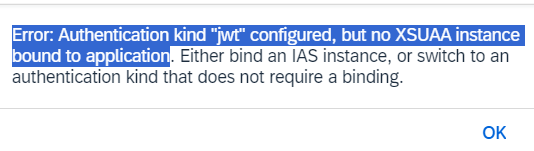 Error: Authentication kind "jwt" configured, but no XSUAA instance
bound to application. Either bind an IAS instance, or switch to an
authentication kind that does not require a binding.
OK